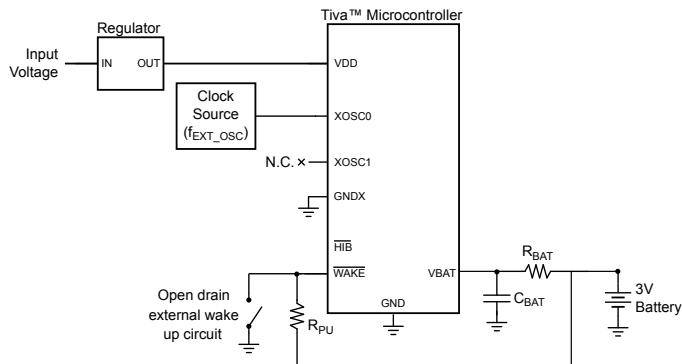 Tiva™ Microcontroller
Regulator
Input
Voltage
IN
OUT
VDD
Clock
Source
(fEXT_OSC)
XOSC0
N.C.
XOSC1
GNDX
HIB
WAKE
VBAT
GND
Open drain
external wake
up circuit
RPU
RBAT
CBAT
3V
Battery